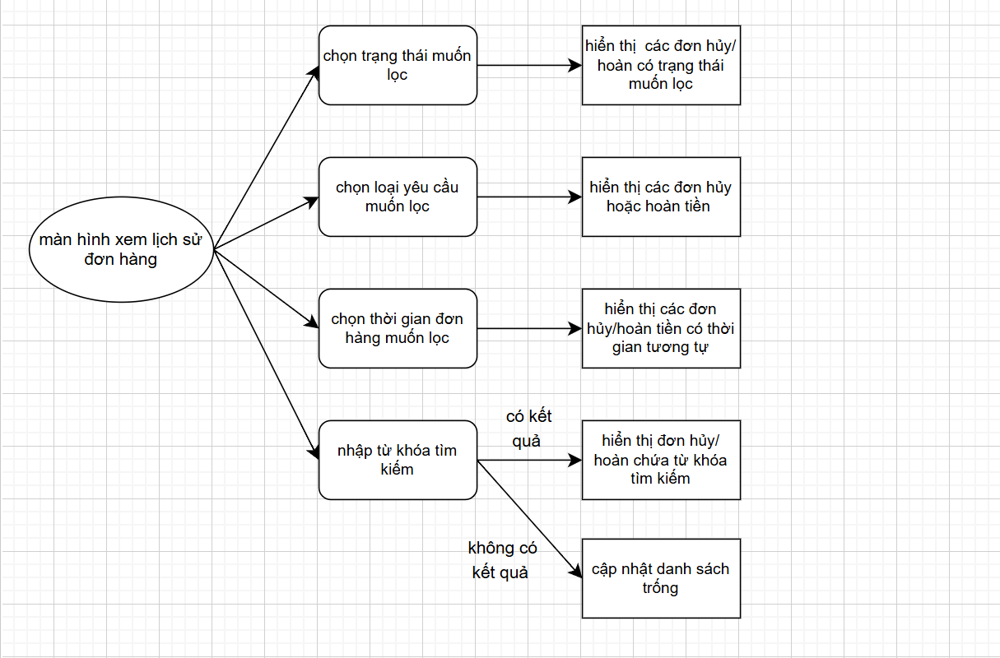 chọn trạng thái muốn
lọc
hiển thị  các đơn hủy/
hoàn có trạng thái
muốn lọc
chọn loại yêu cầu
muốn lọc
hiển thị các đơn hủy
hoặc hoàn tiền
màn hình xem lịch sử
đơn hàng
chọn thời gian đơn
hàng muốn lọc
hiển thị các đơn
hủy/hoàn tiền có thời
gian tương tự
nhập từ khóa tìm
kiếm
có kết
quả
hiển thị đơn hủy/
hoàn chứa từ khóa
tìm kiếm
không có
kết quả
cập nhật danh sách
trống